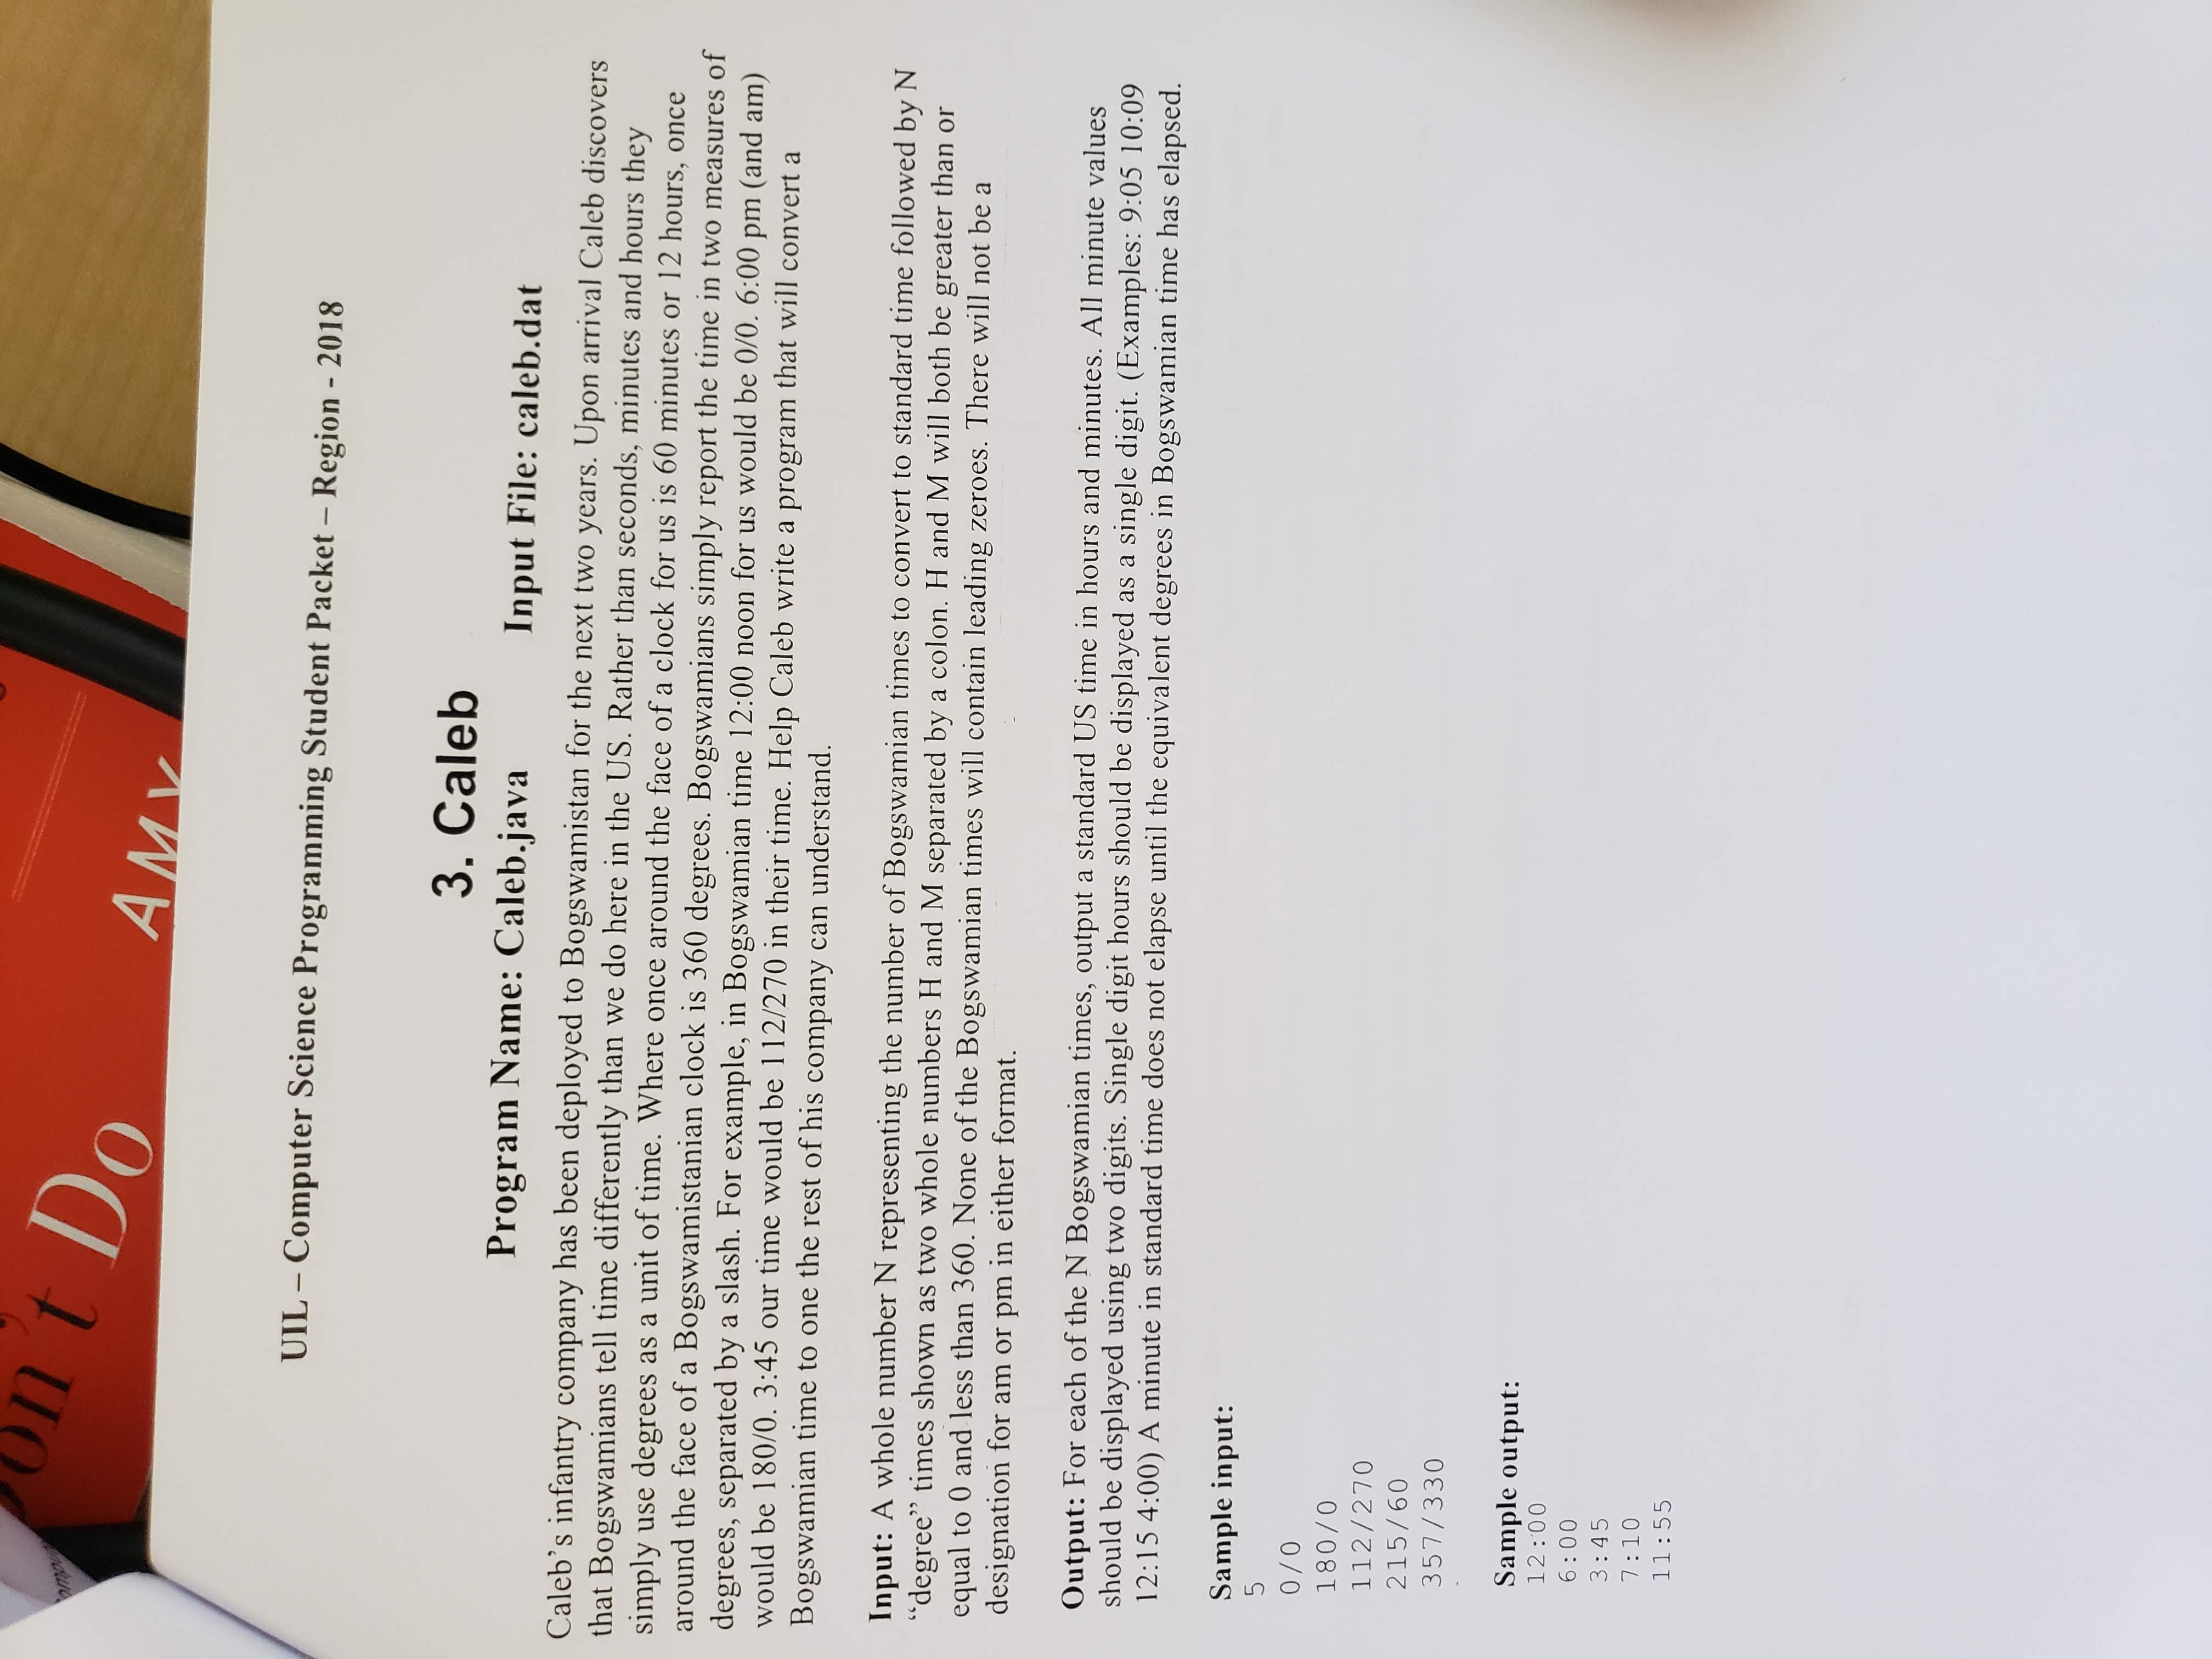 on't Do
AMY
UIL – Computer Science Programming Student Packet – Region - 2018
3. Caleb
Program Name: Caleb.java Input File: caleb.dat
Caleb's infantry company has been deployed to Bogswamistan for the next two years. Upon arrival Caleb discovers
that Bogswamians tell time differently than we do here in the US. Rather than seconds, minutes and hours they
simply use degrees as a unit of time. Where once around the face of a clock for us is 60 minutes or 12 hours, once
around the face of a Bogswamistanian clock is 360 degrees. Bogswamians simply report the time in two measures of
degrees, separated by a slash. For example, in Bogswamian time 12:00 noon for us would be 0/0. 6:00 pm (and am)
would be 180/0. 3:45 our time would be 112/270 in their time. Help Caleb write a program that will convert a
Bogswamian time to one the rest of his company can understand.
Input: A whole number N representing the number of Bogswamian times to convert to standard time followed by N
“degree” times shown as two whole numbers H and M separated by a colon. H and M will both be greater than or
equal to 0 and less than 360. None of the Bogswamian times will contain leading zeroes. There will not be a
designation for am or pm in either format.
Output: For each of the N Bogswamian times, output a standard US time in hours and minutes. All minute values
should be displayed using two digits. Single digit hours should be displayed as a single digit. (Examples: 9:05 10:09
12:15 4:00) A minute in standard time does not elapse until the equivalent degrees in Bogswamian time has elapsed.
Sample input:
5
0/0
180/0
112/270
215/60
357/330
Sample output:
12:00
6:00
3:45
7:10
11:55